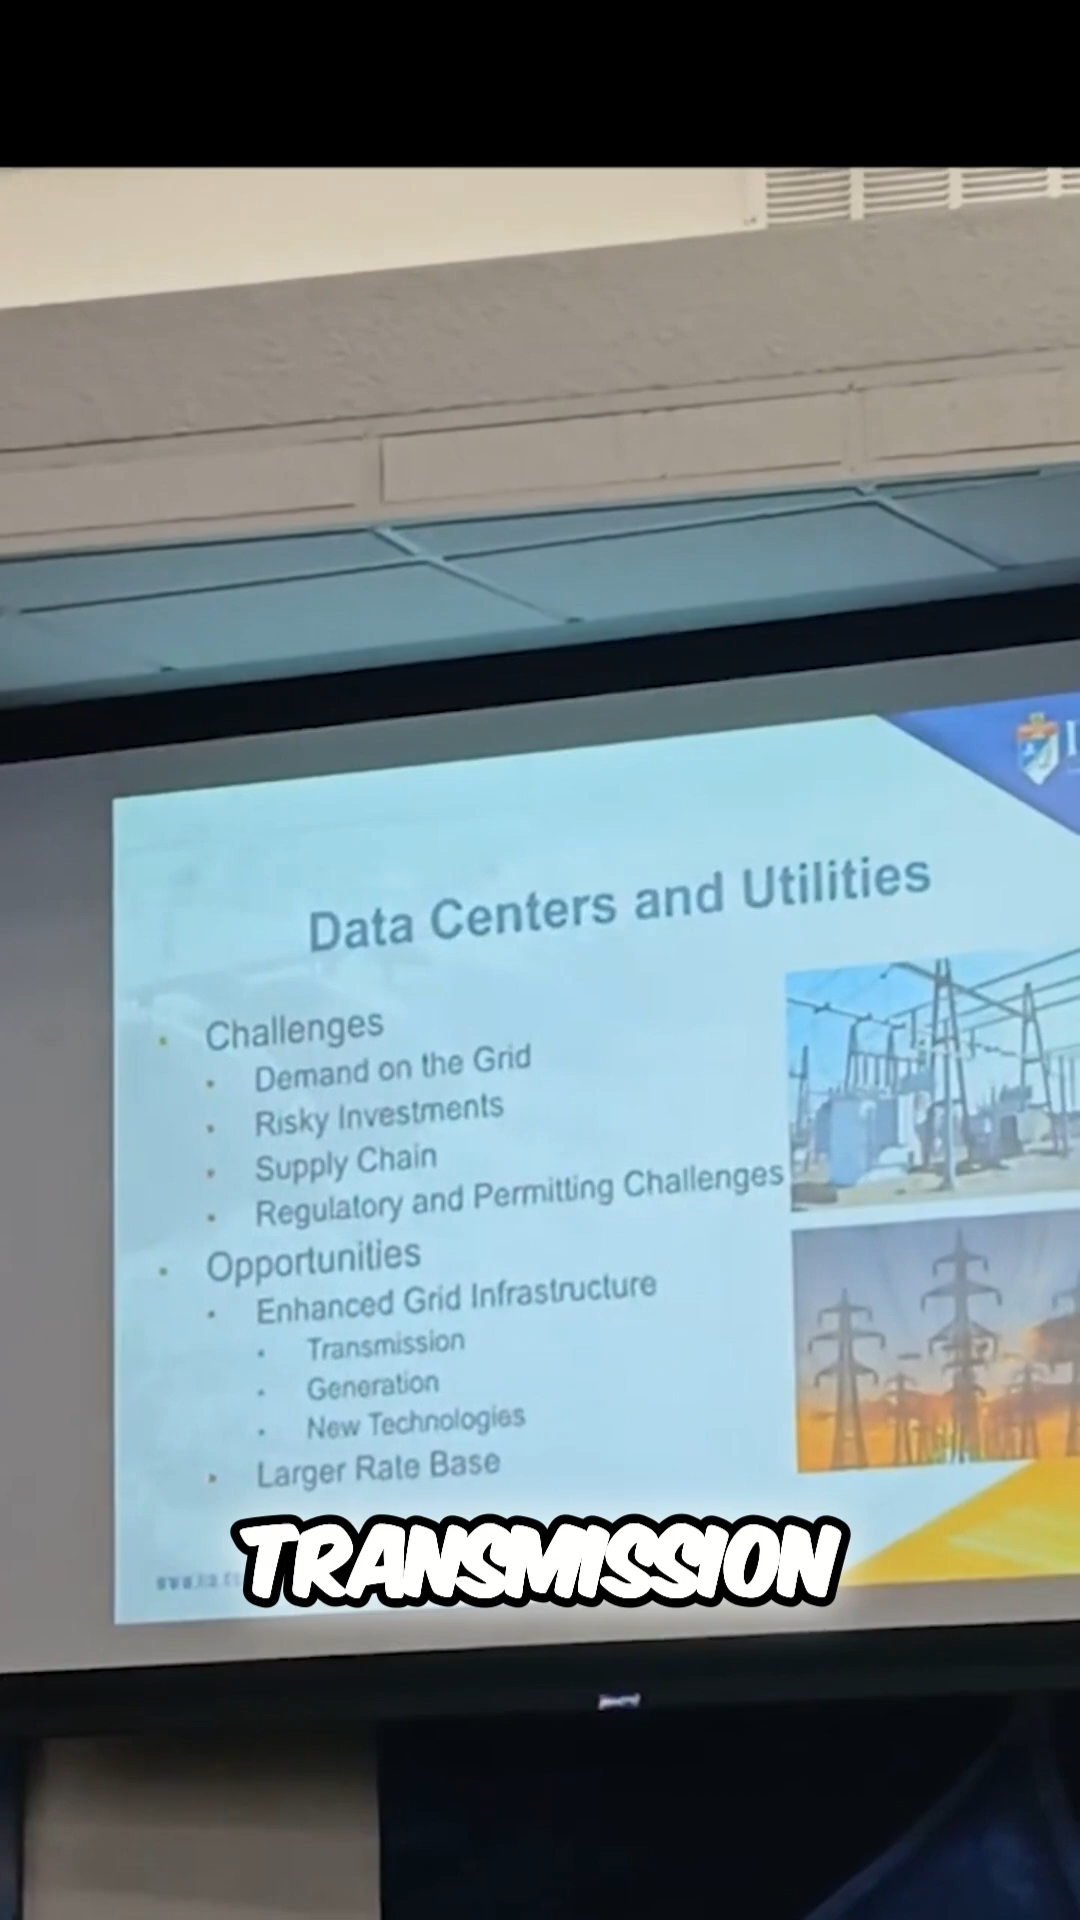 Data Centers and Utilities
Challenges
Demand on the Grid
Risky Investments
Supply Chain
Regulatory and Permitting Challenges
Opportunities
Enhanced Grid Infrastructure
Transmission
Generation
New Technologies
Larger Rate Base
TRANSMISSION